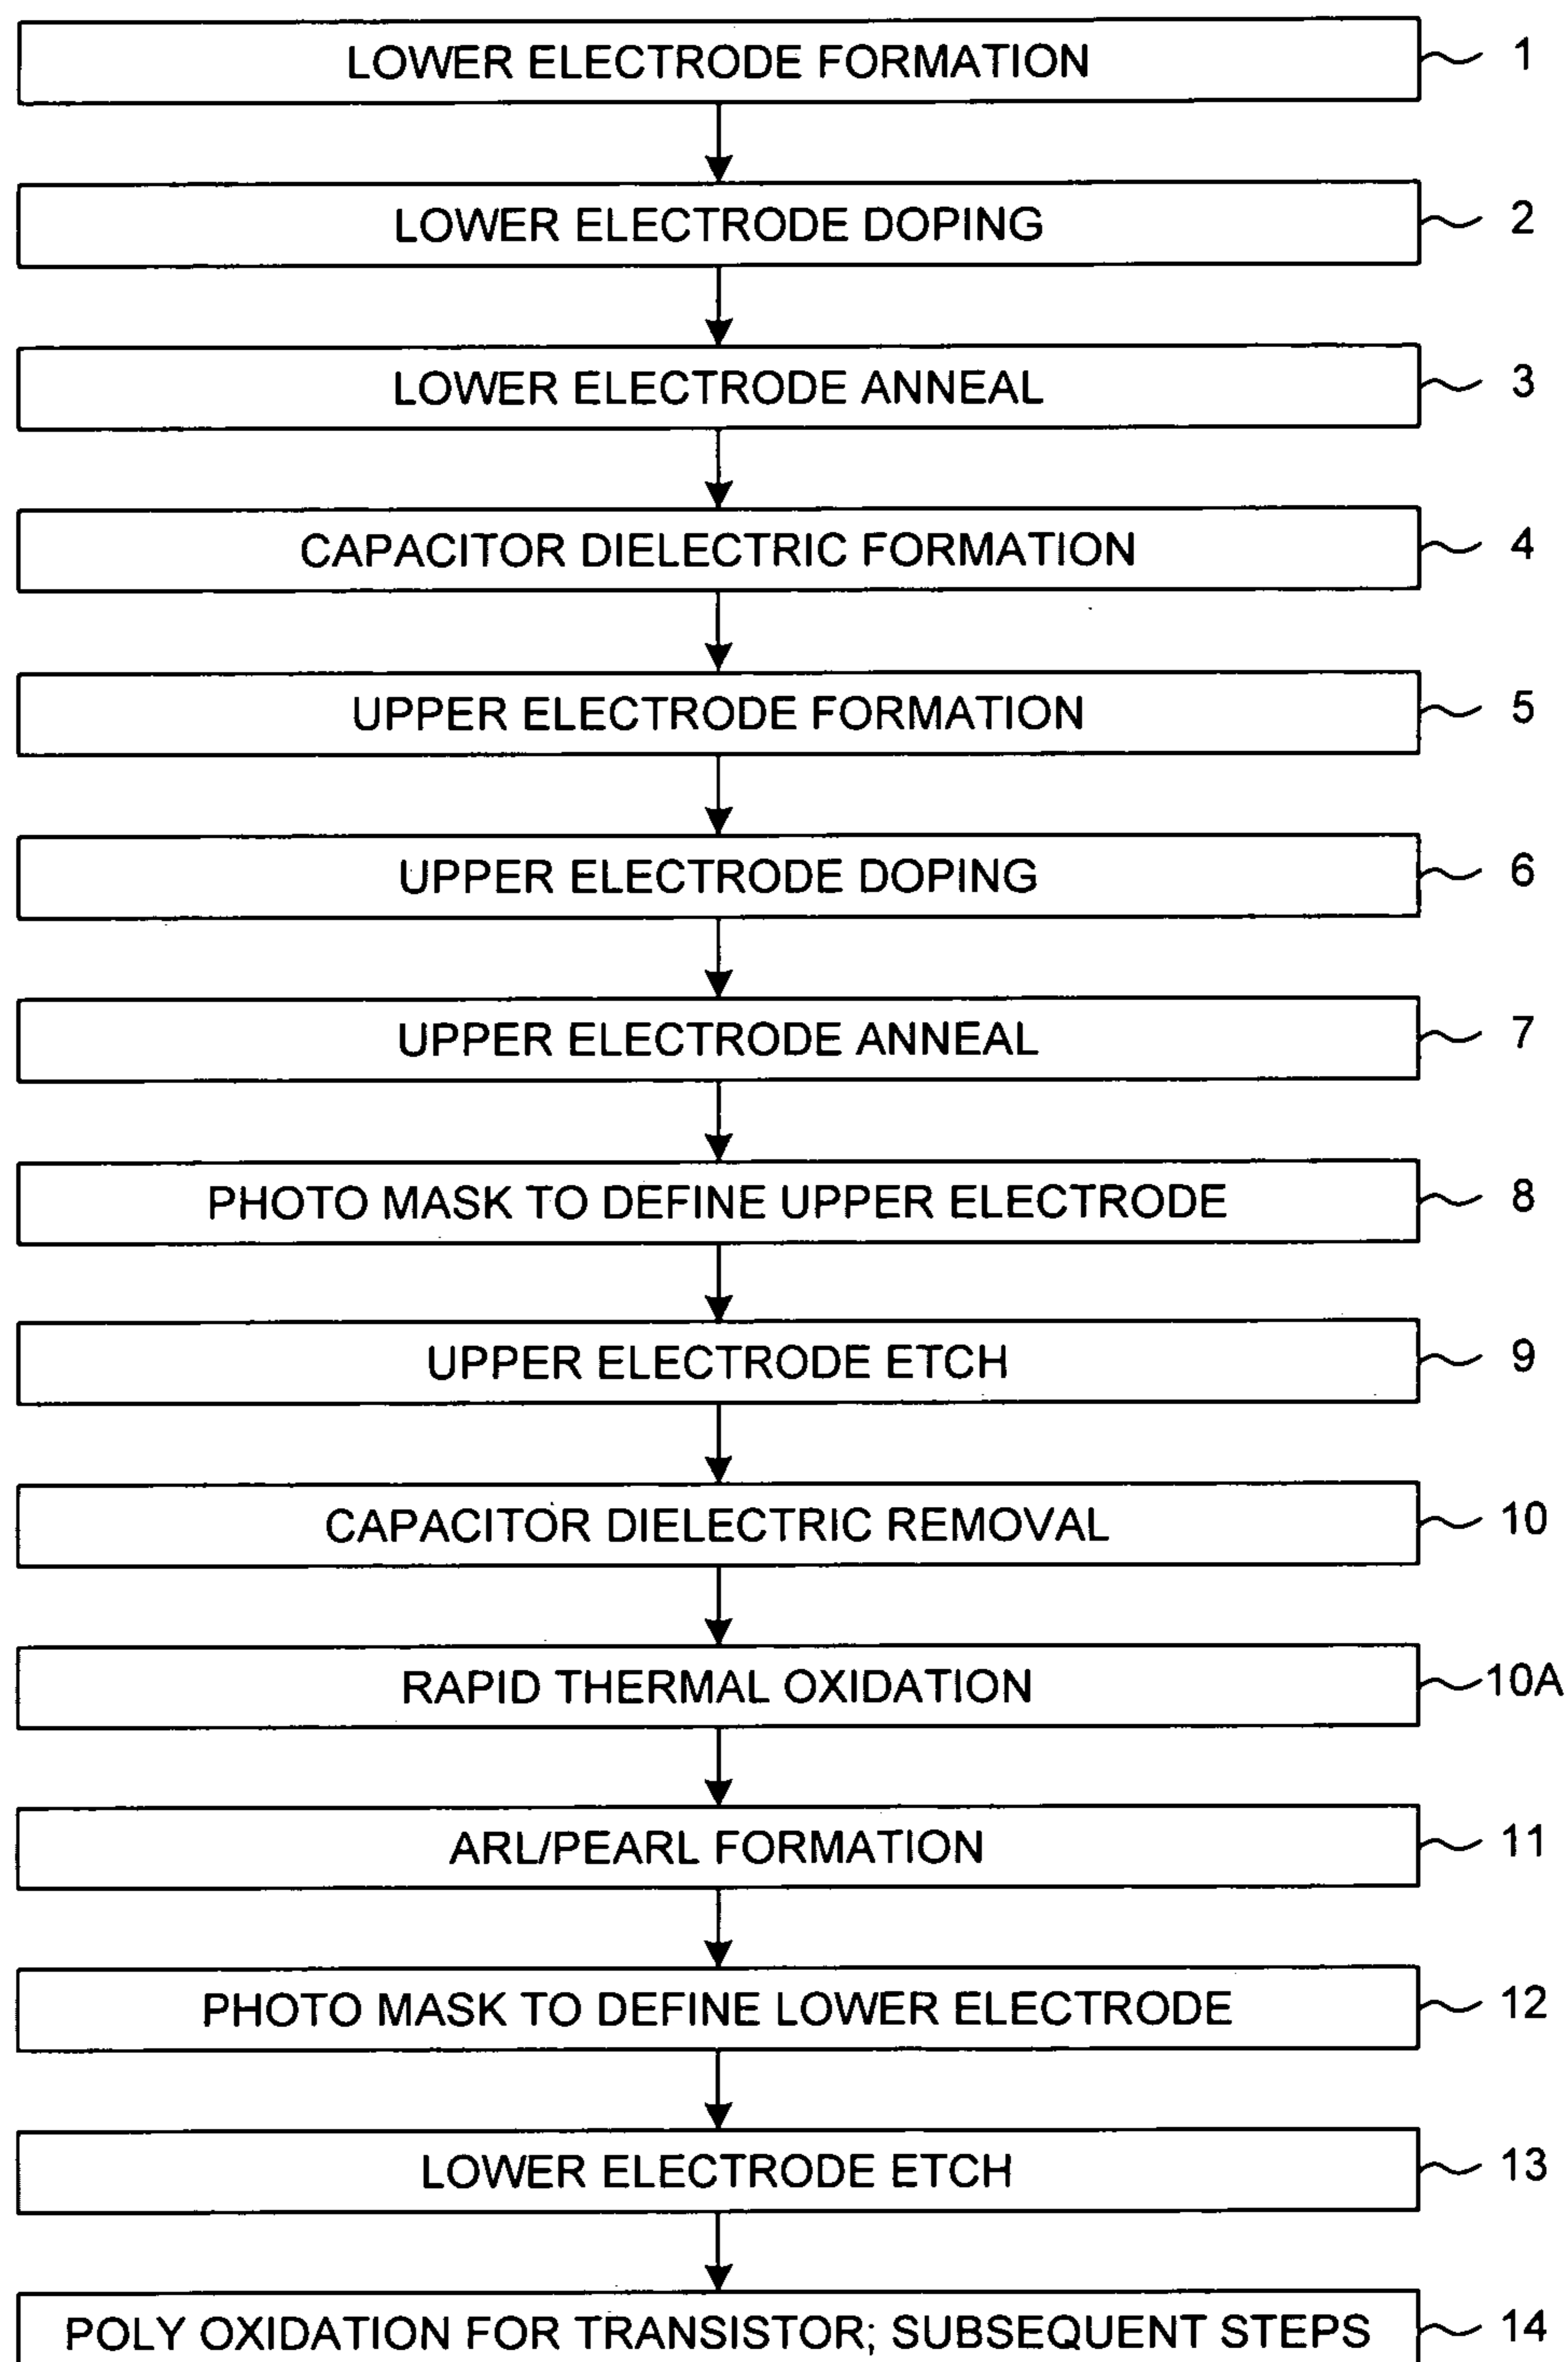 LOWER ELECTRODE FORMATION 1
LOWER ELECTRODE DOPING 2
LOWER ELECTRODE ANNEAL 3
CAPACITOR DIELECTRIC FORMATION 4
UPPER ELECTRODE FORMATION 5
UPPER ELECTRODE DOPING 6
UPPER ELECTRODE ANNEAL 7
PHOTO MASK TO DEFINE UPPER ELECTRODE 8
UPPER ELECTRODE ETCH 9
CAPACITOR DIELECTRIC REMOVAL 10
RAPID THERMAL OXIDATION 10A
ARL/PEARL FORMATION 11
PHOTO MASK TO DEFINE LOWER ELECTRODE 12
LOWER ELECTRODE ETCH 13
POLY OXIDATION FOR TRANSISTOR; SUBSEQUENT STEPS 14